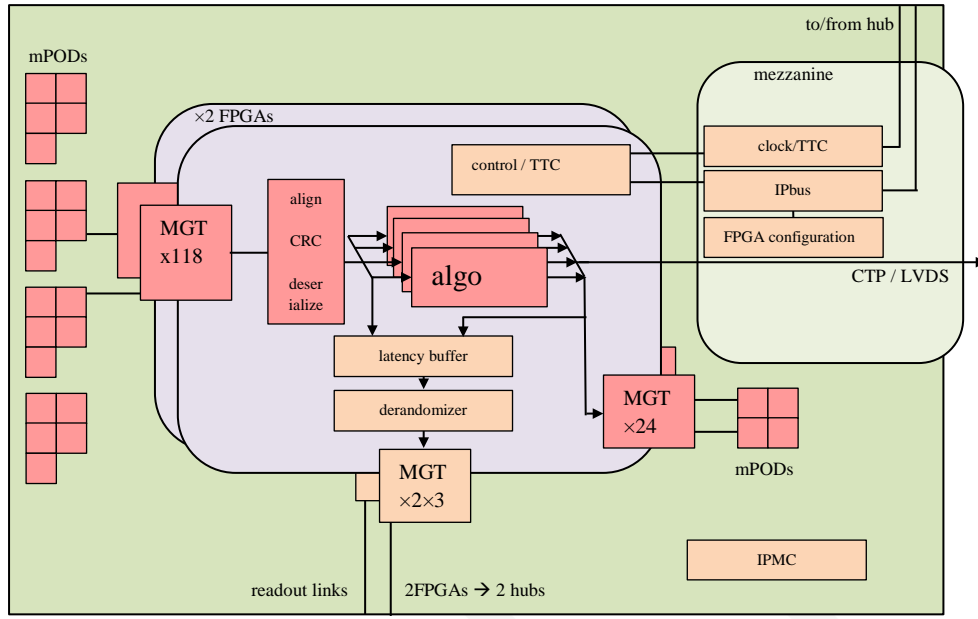 to/from hub
mPODs
mezzanine
×2 FPGAs
clock/TTC
control / TTC
IPbus
align
MGT
x118
CRC
FPGA configuration
algo
CTP / LVDS
deser
ialize
latency buffer
MGT
×24
derandomizer
mPODs
MGT
×2×3
IPMC
readout links
2FPGAs → 2 hubs